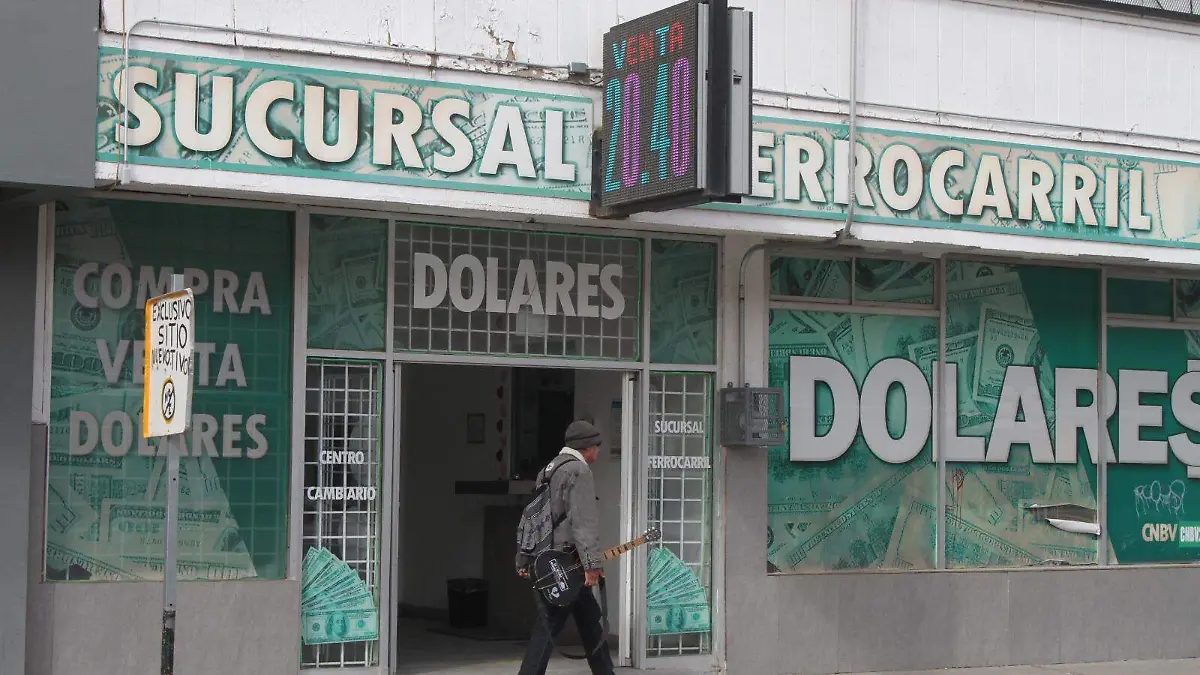 VENTA
20.40
SUCURSAL
FERROCARRIL
DOLARES
COMPRA
VENTA
DOLARES
EXCLUSIVO
SITIO
CENTRO
CAMBIARIO
SUCURSAL
FERROCARRIL
DOLARES
CNBV